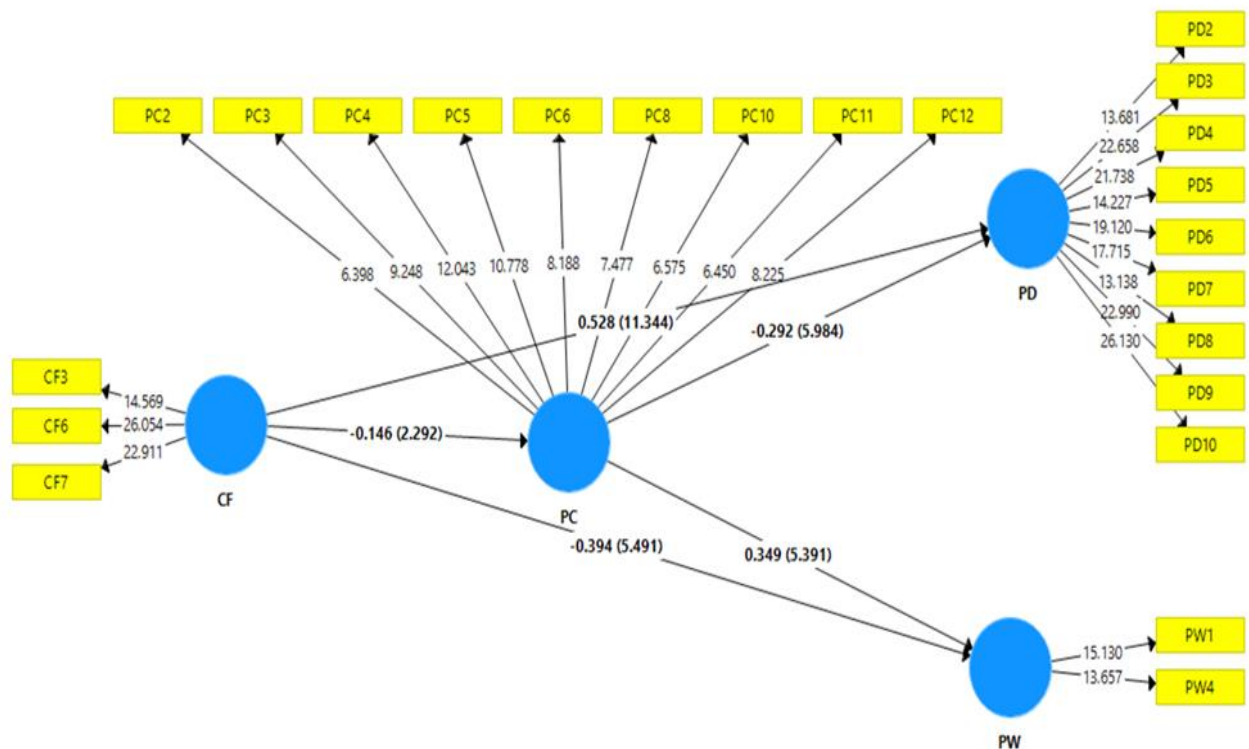 PD2
PD3
PC2 PC3 PC4 PC5 PC6 PC8 PC10 PC11 PC12
13.681
22.658
PD4
21.738
PD5
14.227
19.120
PD6
17.715
6.398 9.248 12.043 10.778 8.188 7.477 6.575 6.450 8.225
13.138
PD7
PD
22.990
0.528 (11.344)
-0.292 (5.984)
26.130
PD8
CF3
14.569
PD9
CF6
26.054
-0.146 (2.292)
PD10
22.911
CF7
CF
PC
-0.394 (5.491)
0.349 (5.391)
PW1
15.130
13.657
PW4
PW